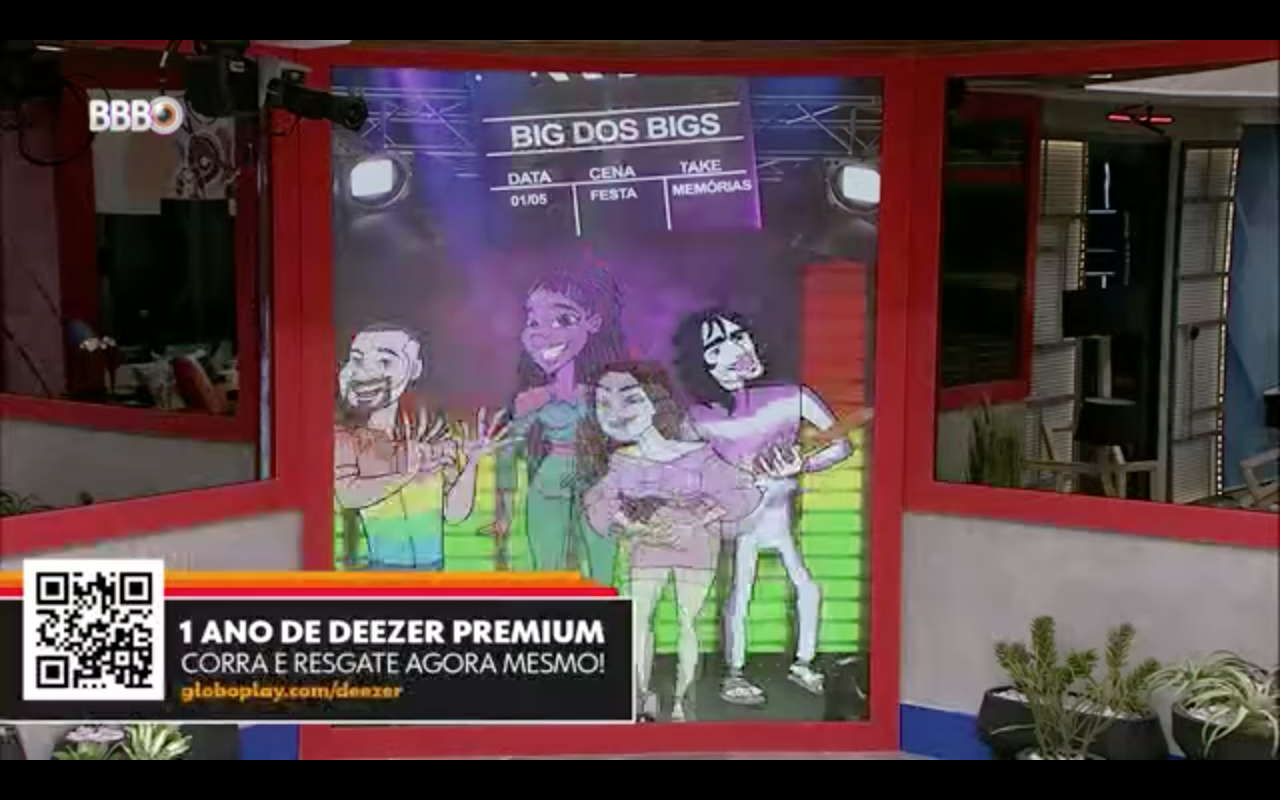 BBB
BIG DOS BIGS
DATA
CENA
TAKE
01/05
FESTA
MEMÓRIAS
1 ANO DE DEEZER PREMIUM
CORRA E RESGATE AGORA MESMO!
globoplay.com/deezer